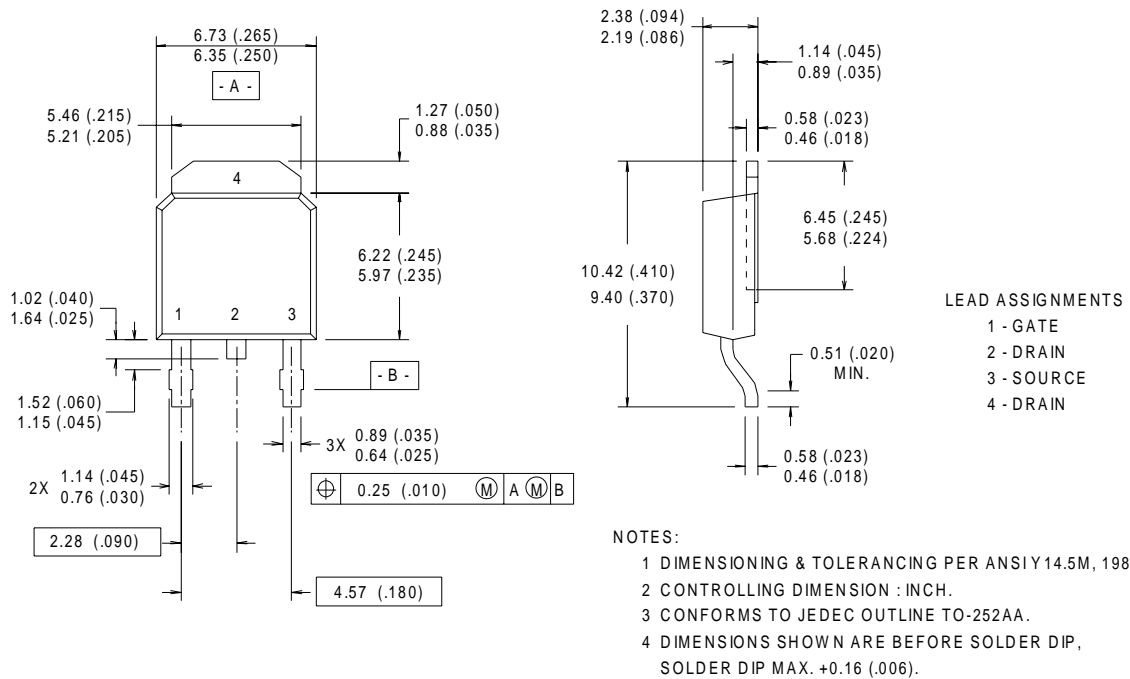 6.73 (.265)
6.35 (.250)
- A -
5.46 (.215)
5.21 (.205)
1.27 (.050)
0.88 (.035)
4
6.22 (.245)
5.97 (.235)
1.02 (.040)
1.64 (.025)
1 2 3
- B -
1.52 (.060)
1.15 (.045)
3X 0.89 (.035)
0.64 (.025)
2X 1.14 (.045)
0.76 (.030)
⌖ 0.25 (.010) Ⓜ A Ⓜ B
2.28 (.090)
4.57 (.180)
2.38 (.094)
2.19 (.086)
1.14 (.045)
0.89 (.035)
0.58 (.023)
0.46 (.018)
6.45 (.245)
5.68 (.224)
10.42 (.410)
9.40 (.370)
0.51 (.020)
MIN.
0.58 (.023)
0.46 (.018)
LEAD ASSIGNMENTS
1 - GATE
2 - DRAIN
3 - SOURCE
4 - DRAIN
NOTES:
1 DIMENSIONING & TOLERANCING PER ANSI Y14.5M, 198
2 CONTROLLING DIMENSION : INCH.
3 CONFORMS TO JEDEC OUTLINE TO-252AA.
4 DIMENSIONS SHOWN ARE BEFORE SOLDER DIP,
SOLDER DIP MAX. +0.16 (.006).